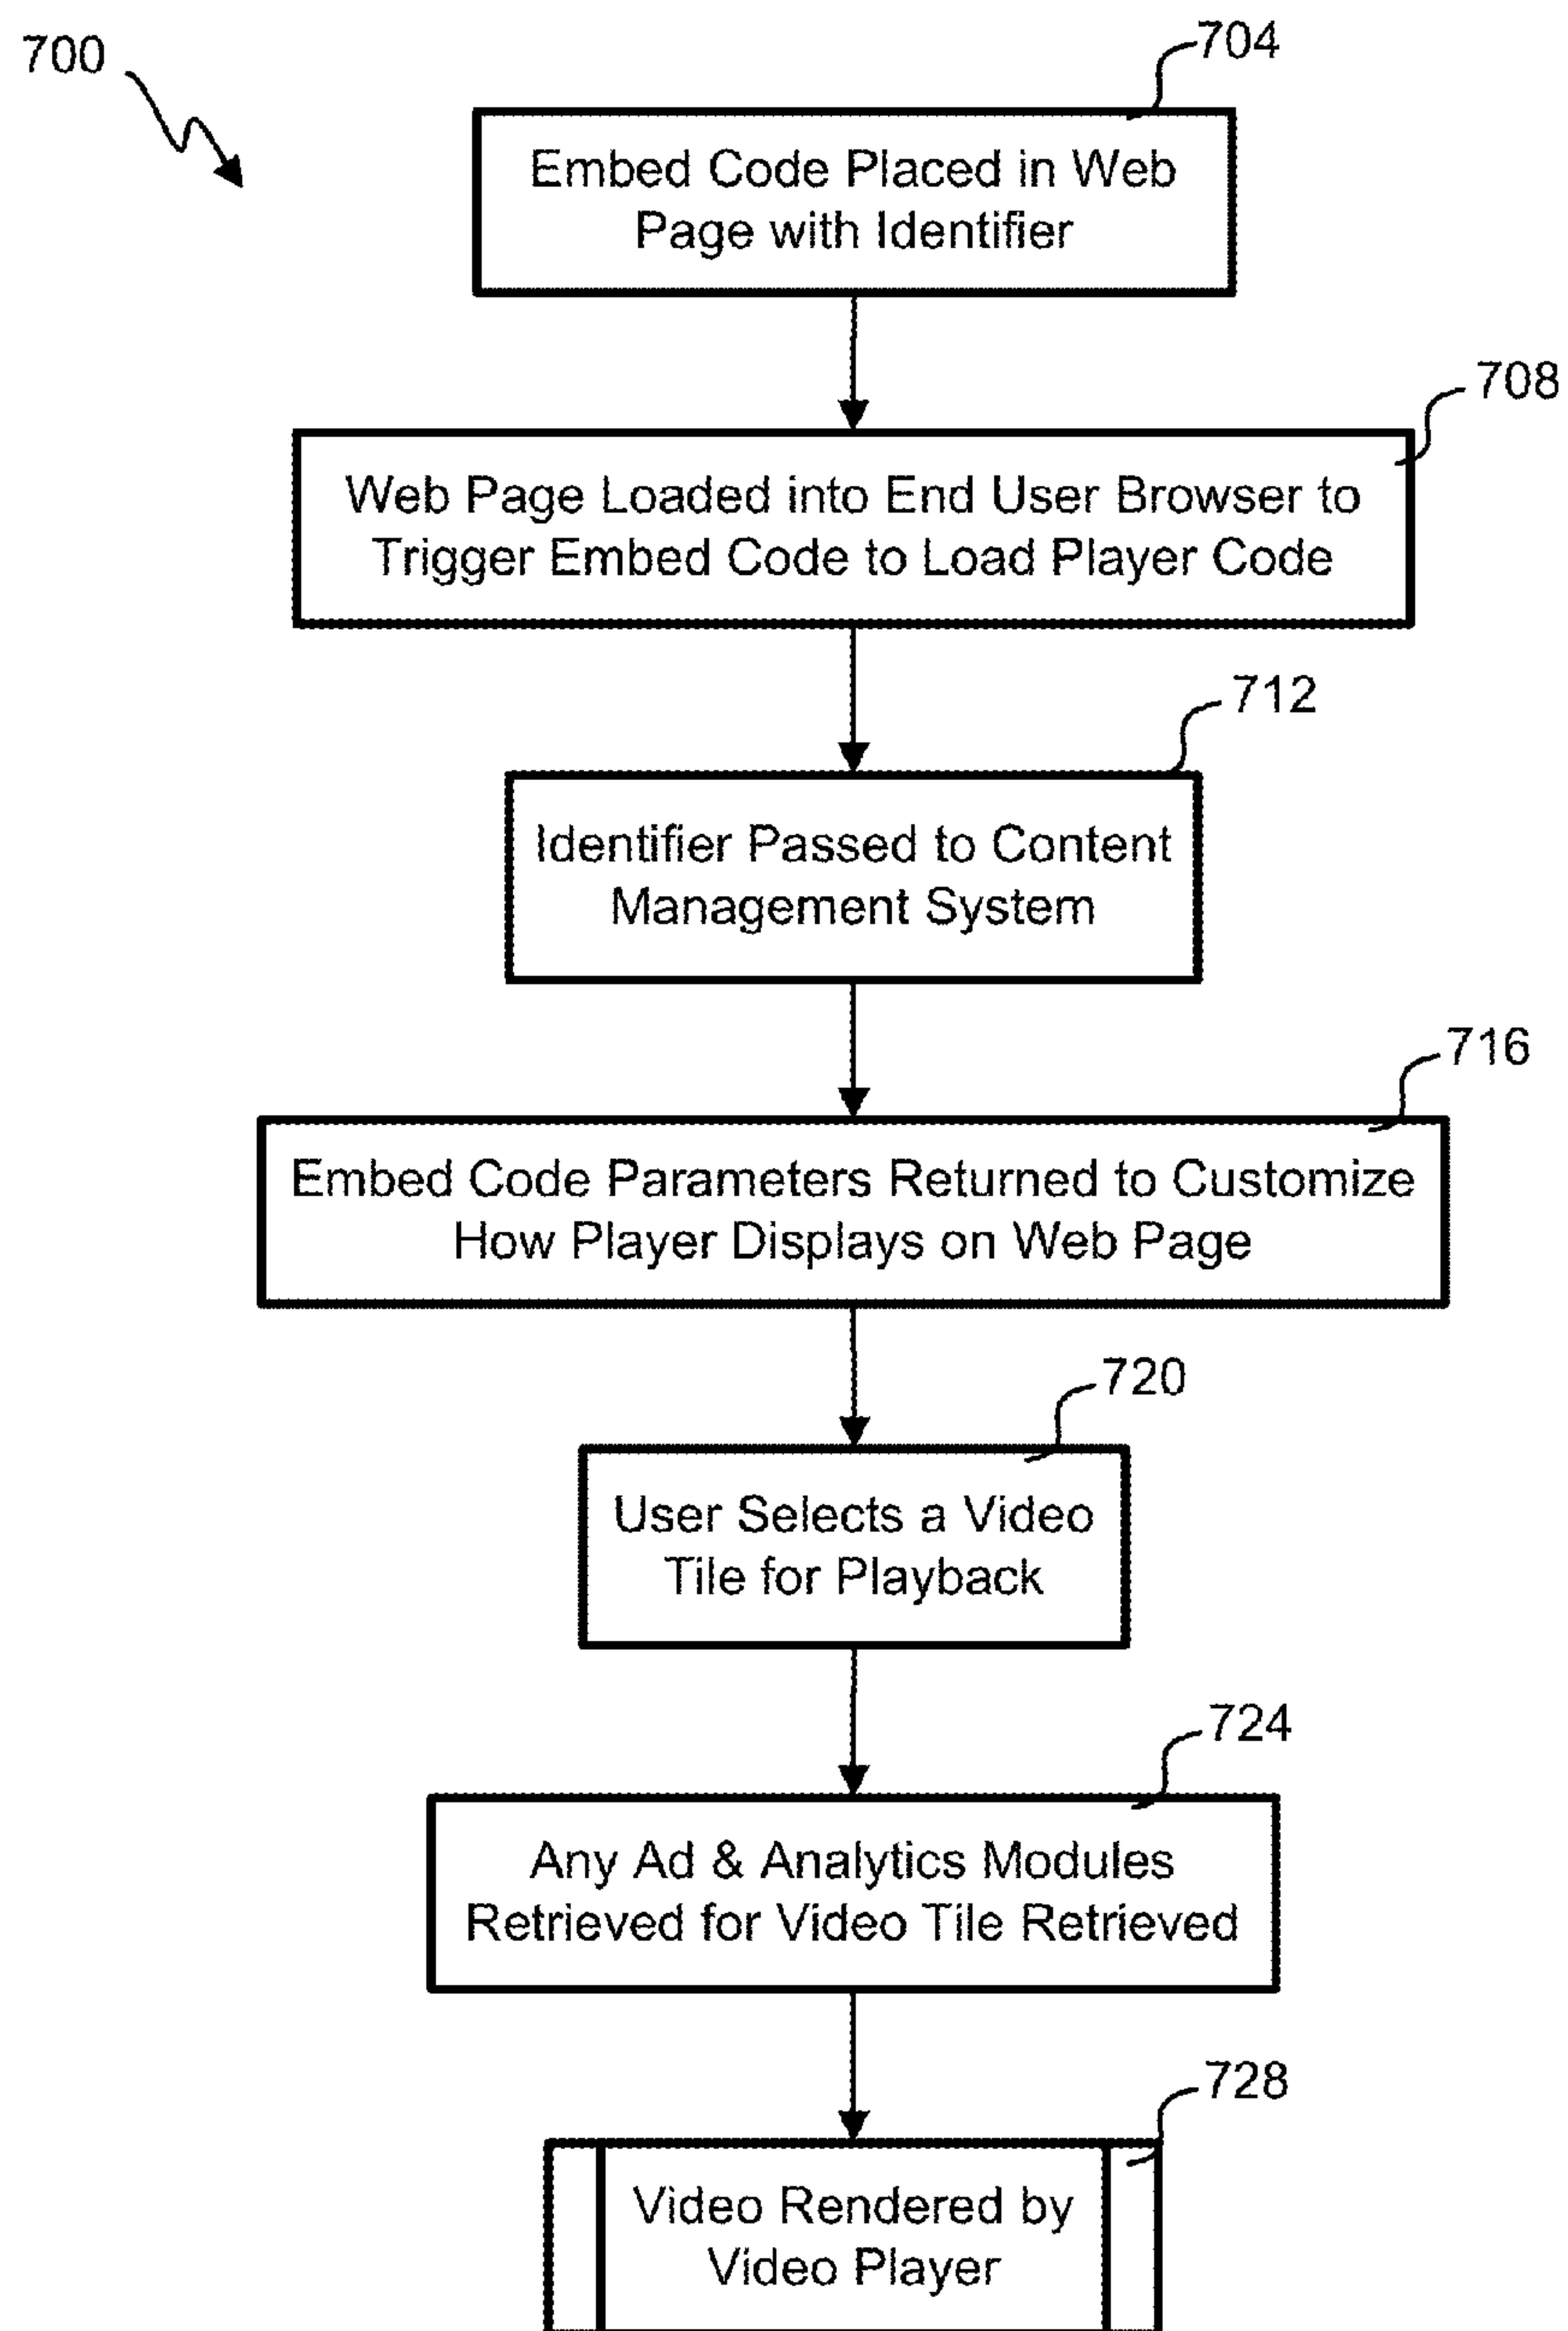 700
704
Embed Code Placed in Web
Page with Identifier
708
Web Page Loaded into End User Browser to
Trigger Embed Code to Load Player Code
712
Identifier Passed to Content
Management System
716
Embed Code Parameters Returned to Customize
How Player Displays on Web Page
720
User Selects a Video
Tile for Playback
724
Any Ad & Analytics Modules
Retrieved for Video Tile Retrieved
728
Video Rendered by
Video Player